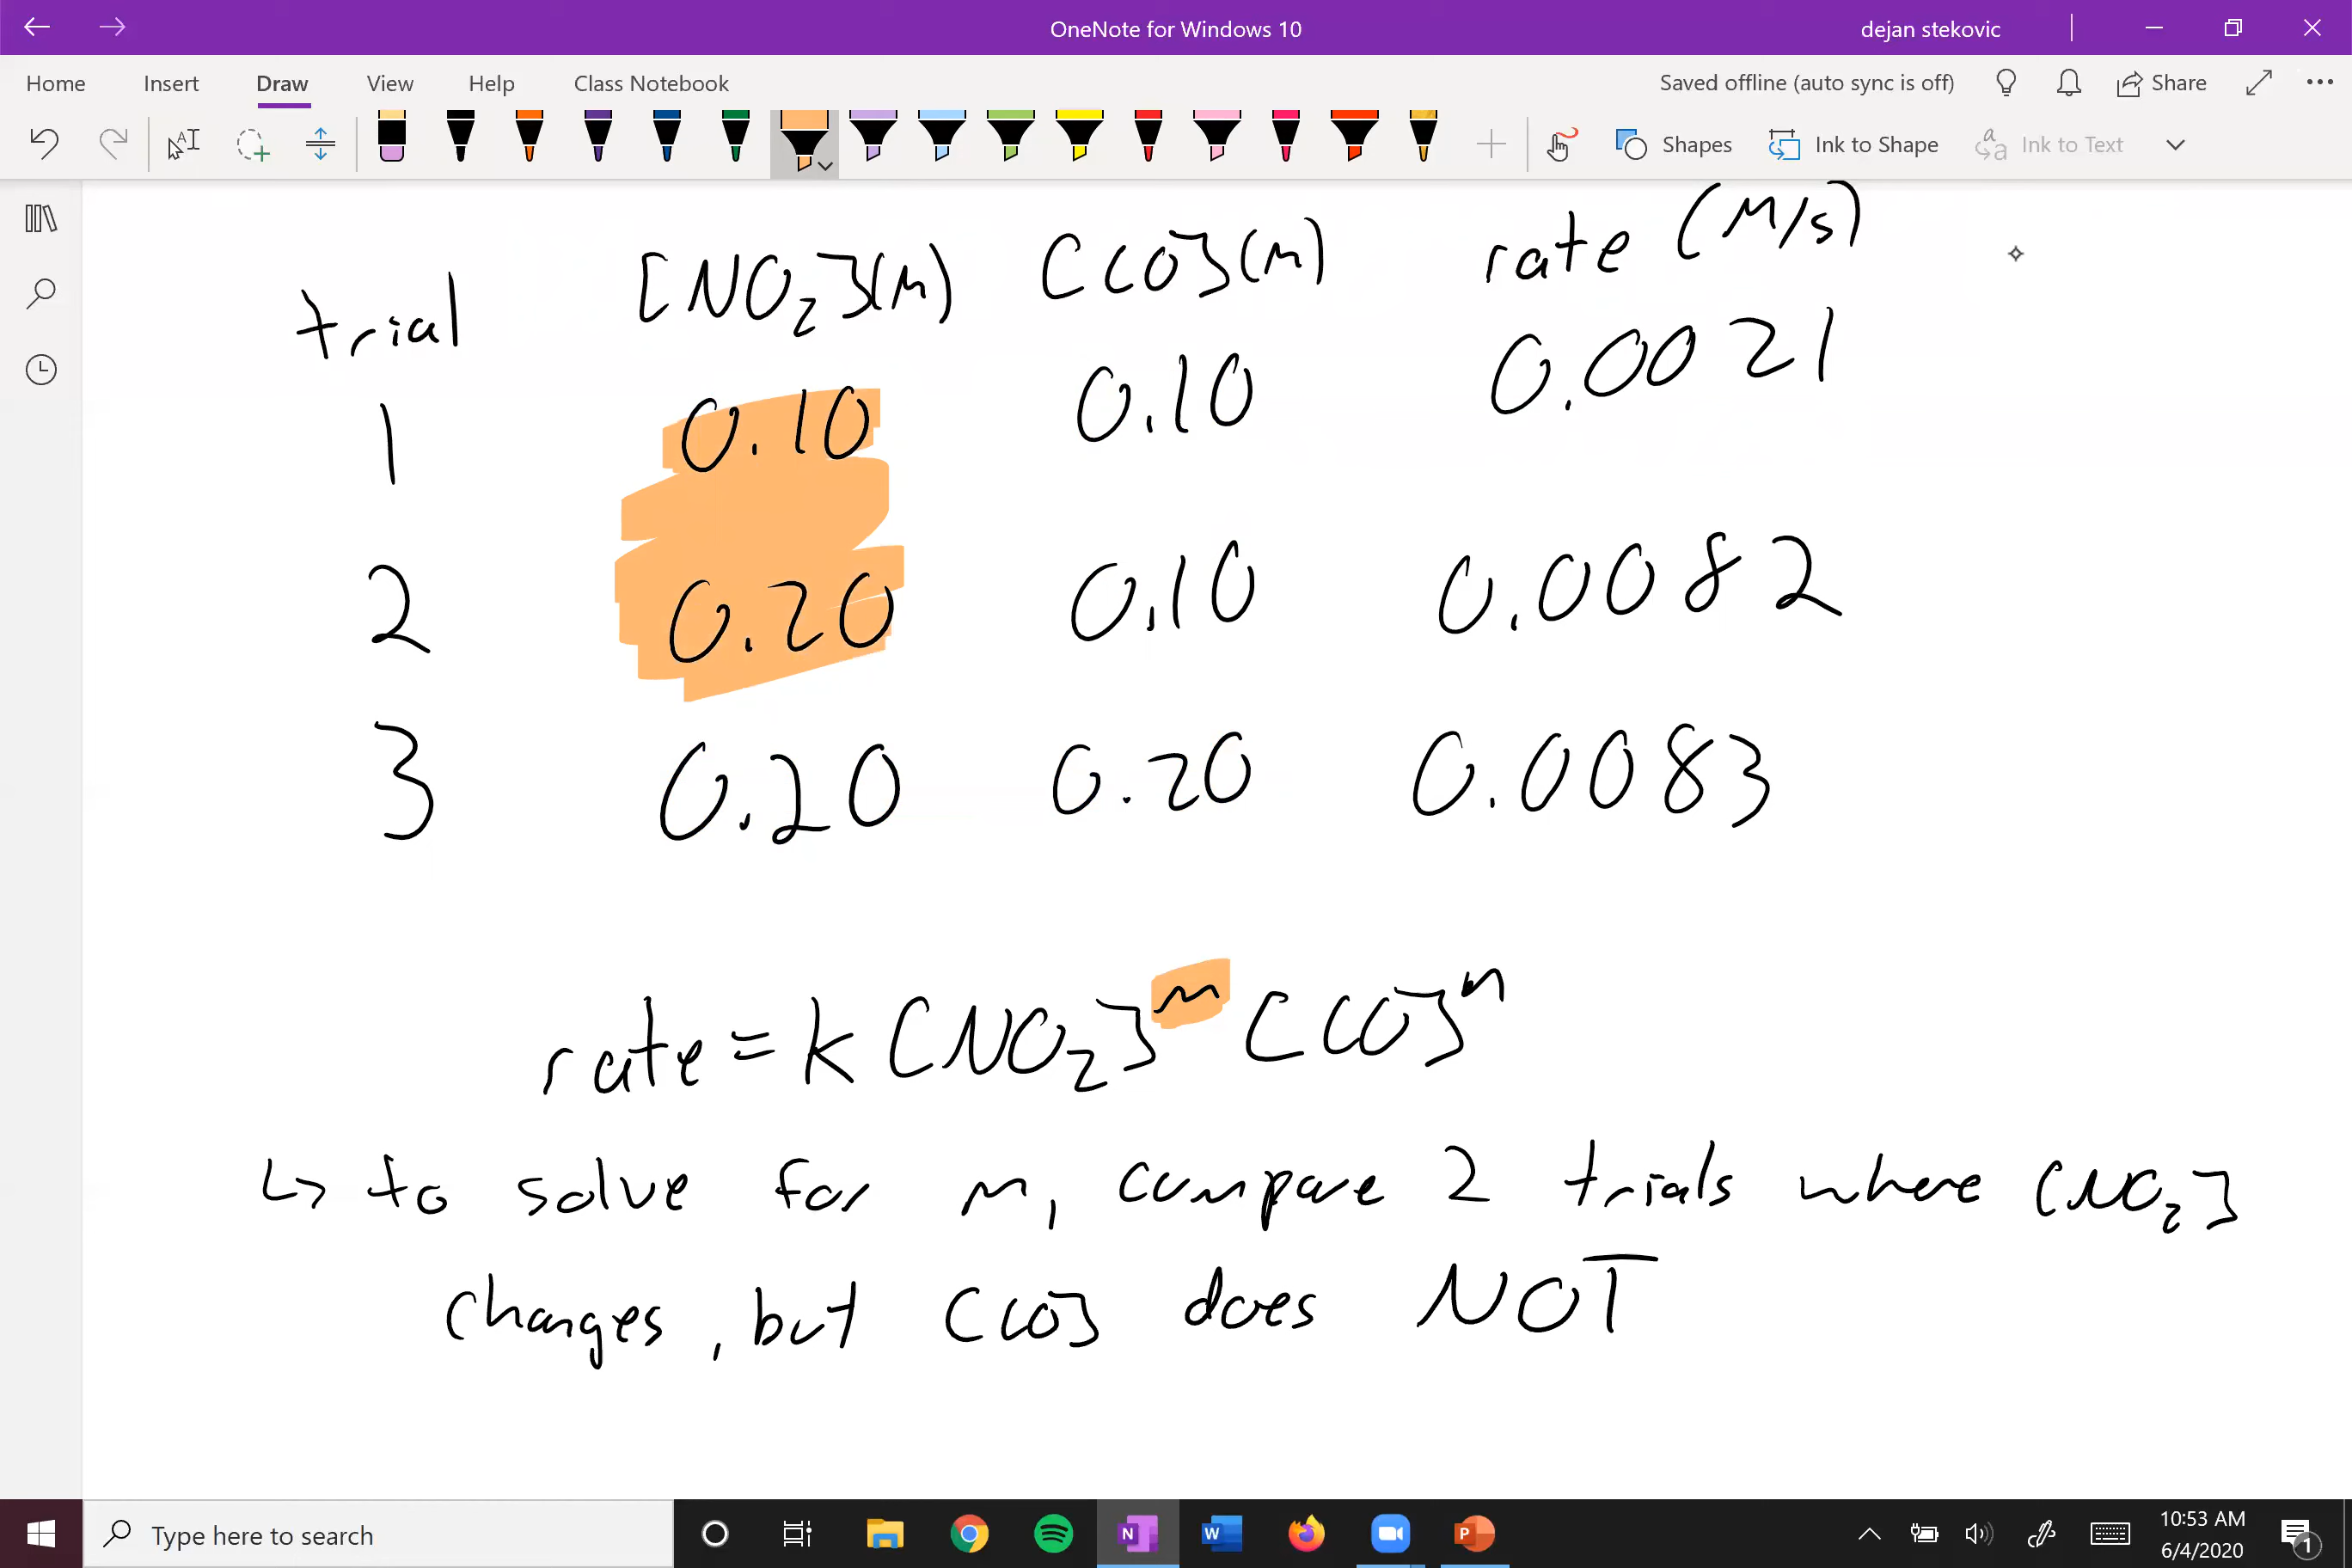 OneNote for Windows 10
dejan stekovic
Home Insert Draw View Help Class Notebook
Saved offline (auto sync is off) Share
Shapes Ink to Shape Ink to Text
trial [NO₂](M) [CO](M) rate (M/s)
1 0.10 0.10 0.0021
2 0.20 0.10 0.0082
3 0.20 0.20 0.0083
rate = k [NO₂]ᵐ [CO]ⁿ
↳ to solve for m, compare 2 trials where [NO₂]
changes, but [CO] does NOT
Type here to search
10:53 AM
6/4/2020
1